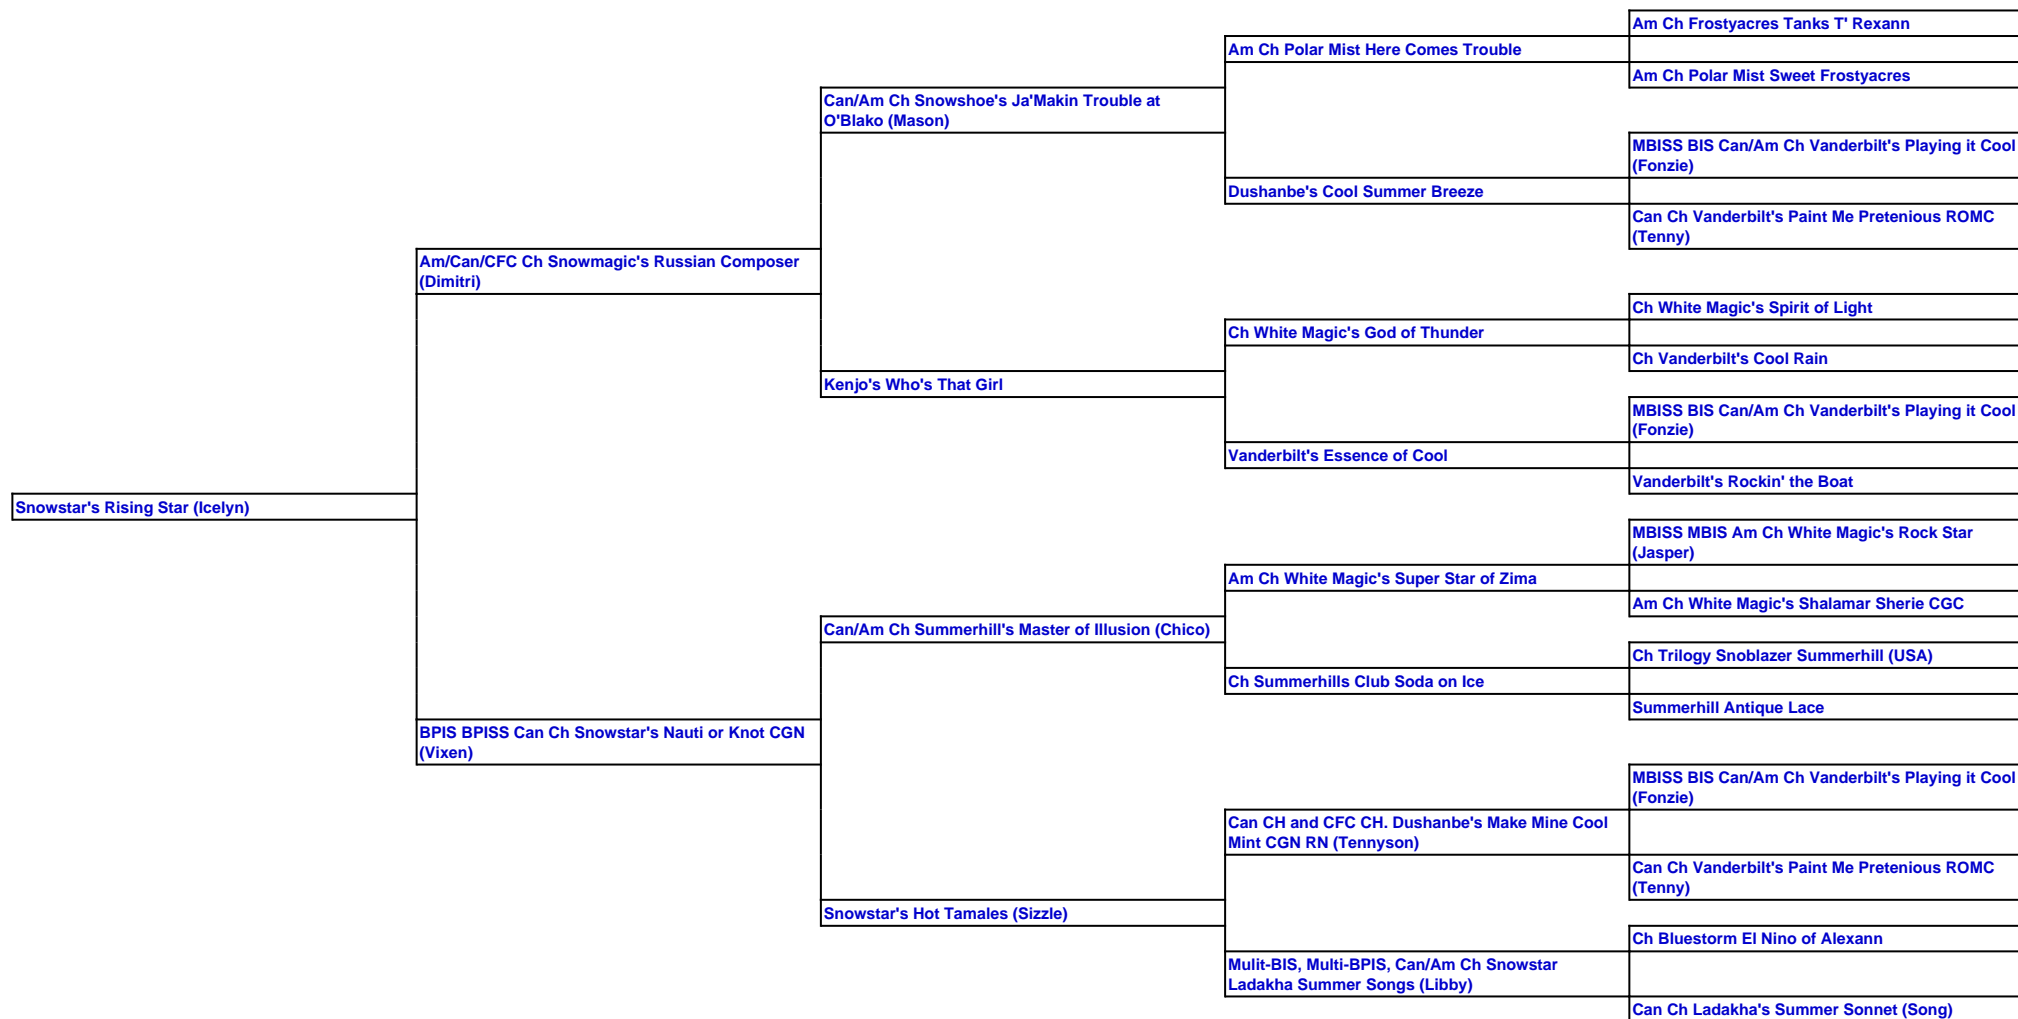 Am Ch Frostyacres Tanks T' Rexann
Am Ch Polar Mist Here Comes Trouble
Am Ch Polar Mist Sweet Frostyacres
Can/Am Ch Snowshoe's Ja'Makin Trouble at
O'Blako (Mason)
MBISS BIS Can/Am Ch Vanderbilt's Playing it Cool
(Fonzie)
Dushanbe's Cool Summer Breeze
Can Ch Vanderbilt's Paint Me Pretenious ROMC
(Tenny)
Am/Can/CFC Ch Snowmagic's Russian Composer
(Dimitri)
Ch White Magic's Spirit of Light
Ch White Magic's God of Thunder
Ch Vanderbilt's Cool Rain
Kenjo's Who's That Girl
MBISS BIS Can/Am Ch Vanderbilt's Playing it Cool
(Fonzie)
Vanderbilt's Essence of Cool
Vanderbilt's Rockin' the Boat
Snowstar's Rising Star (Icelyn)
MBISS MBIS Am Ch White Magic's Rock Star
(Jasper)
Am Ch White Magic's Super Star of Zima
Am Ch White Magic's Shalamar Sherie CGC
Can/Am Ch Summerhill's Master of Illusion (Chico)
Ch Trilogy Snoblazer Summerhill (USA)
Ch Summerhills Club Soda on Ice
Summerhill Antique Lace
BPIS BPISS Can Ch Snowstar's Nauti or Knot CGN
(Vixen)
MBISS BIS Can/Am Ch Vanderbilt's Playing it Cool
(Fonzie)
Can CH and CFC CH. Dushanbe's Make Mine Cool
Mint CGN RN (Tennyson)
Can Ch Vanderbilt's Paint Me Pretenious ROMC
(Tenny)
Snowstar's Hot Tamales (Sizzle)
Ch Bluestorm El Nino of Alexann
Mulit-BIS, Multi-BPIS, Can/Am Ch Snowstar
Ladakha Summer Songs (Libby)
Can Ch Ladakha's Summer Sonnet (Song)